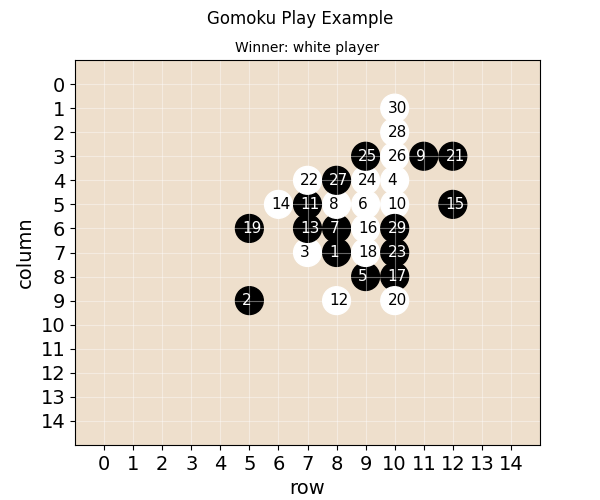 Gomoku Play Example
Winner: white player
0
1 30
2 28
3 25 26 9 21
4 22 27 24 4
5 14 11 8 6 10 15
6 19 13 7 16 29
7 3 1 18 23
8 5 17
9 2 12 20
10
11
12
13
14
column
0 1 2 3 4 5 6 7 8 9 10 11 12 13 14
row